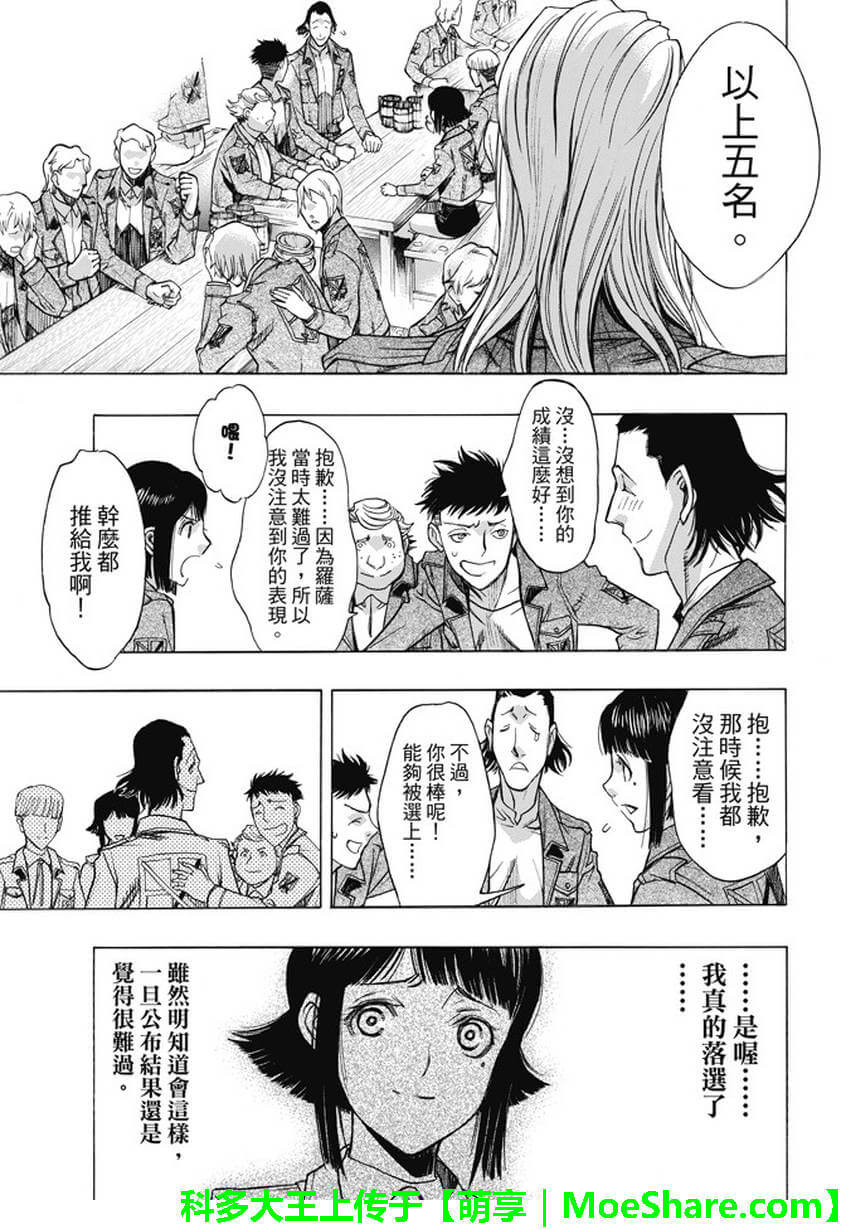 以上五名。
沒…沒想到你的
成績這麼好……
抱歉……因為羅薩
當時太難過了，所以
我沒注意到你的表現。
喂！
幹麼都
推給我啊！
抱……抱歉，
那時候我都
沒注意看……
不過，
你很棒呢！
能夠被選上……
……是喔……
我真的落選了
……
雖然明知道會這樣，
一旦公布結果還是
覺得很難過。
科多大王上传于【萌享｜MoeShare.com】